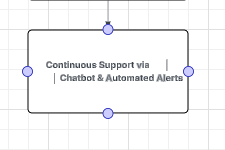 Continuous Support via |
| Chatbot & Automated Alerts